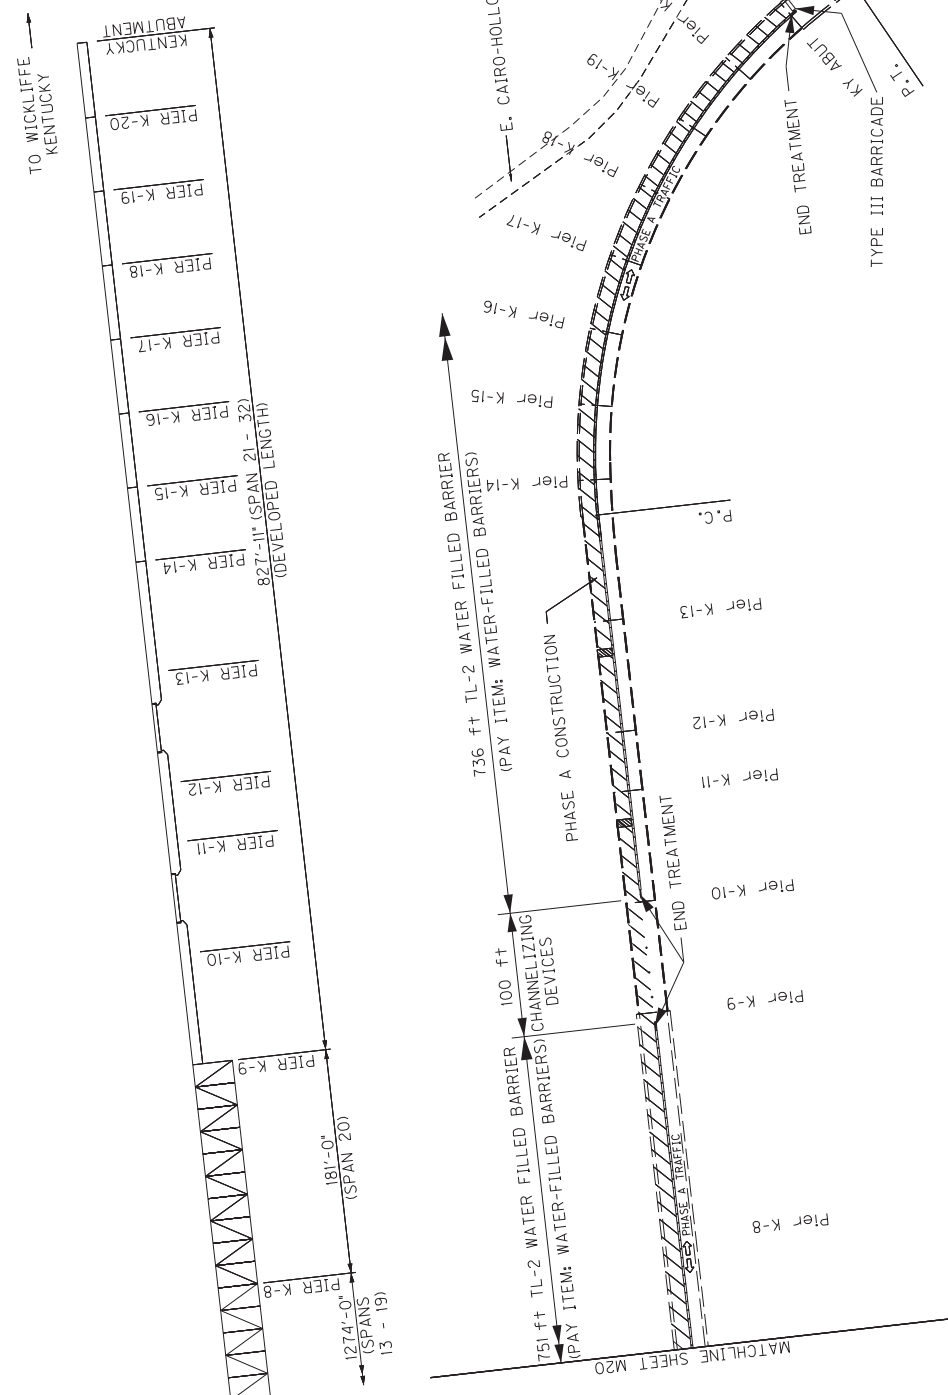 TO WICKLIFFE
KENTUCKY
KENTUCKY
ABUTMENT
PIER K-20
PIER K-19
PIER K-18
PIER K-17
PIER K-16
PIER K-15
PIER K-14
PIER K-13
PIER K-12
PIER K-11
PIER K-10
PIER K-9
PIER K-8
827'-11" (SPAN 21 - 32)
(DEVELOPED LENGTH)
181'-0"
(SPAN 20)
1274'-0"
(SPANS
13 - 19)
E. CAIRO-HOLLO
Pier K-19
Pier K-18
Pier K-17
Pier K-16
Pier K-15
Pier K-14
P.C.
Pier K-13
Pier K-12
Pier K-11
Pier K-10
Pier K-9
Pier K-8
KY ABUT
P.T.
END TREATMENT
TYPE III BARRICADE
PHASE A TRAFFIC
736 ft TL-2 WATER FILLED BARRIER
(PAY ITEM: WATER-FILLED BARRIERS)
PHASE A CONSTRUCTION
END TREATMENT
100 ft
CHANNELIZING
DEVICES
751 ft TL-2 WATER FILLED BARRIER
(PAY ITEM: WATER-FILLED BARRIERS)
PHASE A TRAFFIC
MATCHLINE SHEET M20